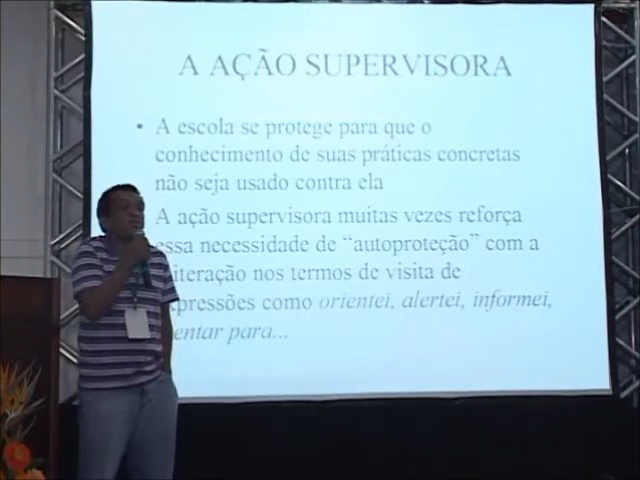 A AÇÃO SUPERVISORA
• A escola se protege para que o
conhecimento de suas práticas concretas
não seja usado contra ela
A ação supervisora muitas vezes reforça
essa necessidade de “autoproteção” com a
iteração nos termos de visita de
xpressões como orientei, alertei, informei,
entar para...